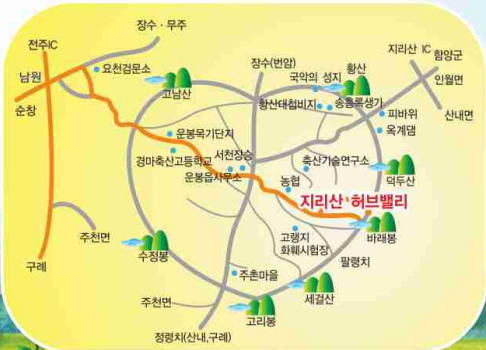 장수·무주
전주IC
요천검문소
남원
순창
고남산
장수(번암)
국악의 성지
황산
지리산 IC
함양군
인월면
산내면
황산대첩비지
송흥록생가
피바위
옥계댐
운봉목기단지
경마축산고등학교
서천장승
운봉읍사무소
축산기술연구소
농협
덕두산
지리산 허브밸리
바래봉
고랭지
화훼시험장
팔령치
주천면
구례
수정봉
주촌마을
세걸산
주천면
고리봉
정령치(산내,구례)